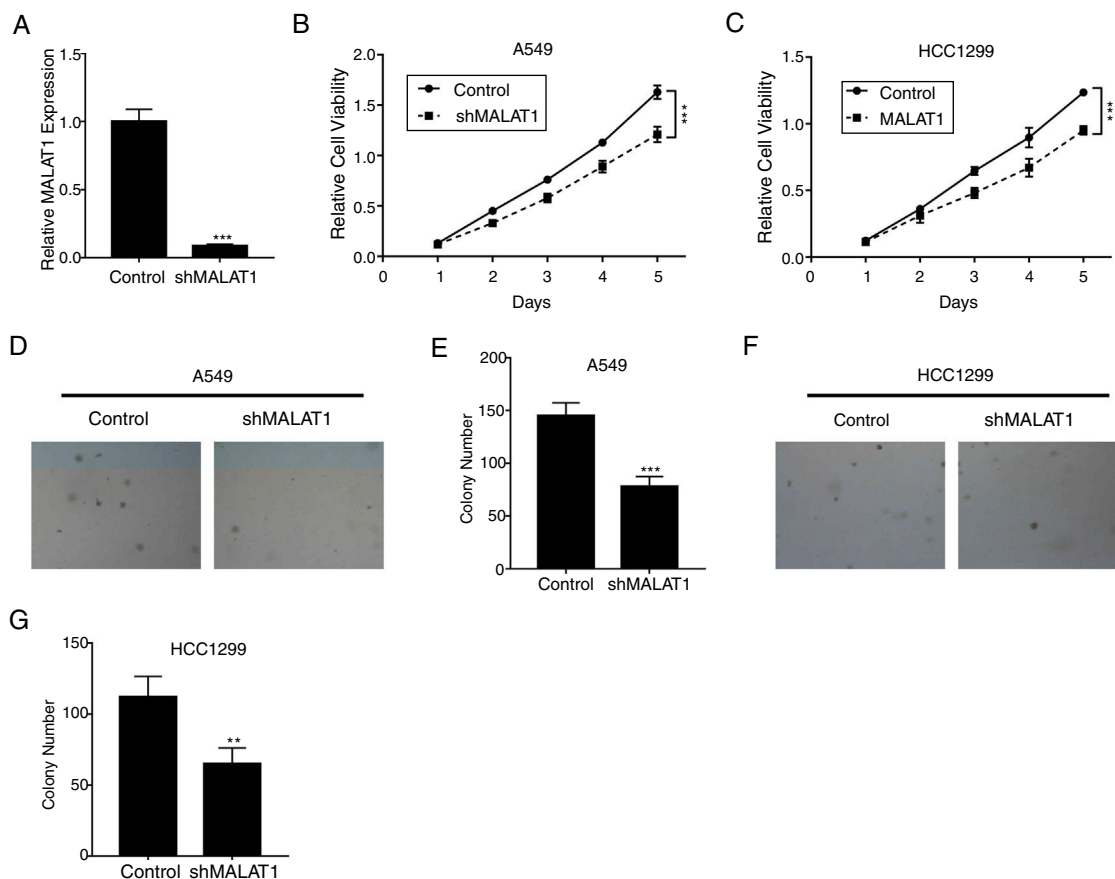 A
Relative MALAT1 Expression
1.5
1.0
0.5
0.0
***
Control
shMALAT1
B
A549
Relative Cell Viability
2.0
1.5
1.0
0.5
0.0
Control
shMALAT1
***
0
1
2
3
4
5
Days
C
HCC1299
Relative Cell Viability
1.5
1.0
0.5
0.0
Control
MALAT1
***
0
1
2
3
4
5
Days
D
A549
Control
shMALAT1
E
A549
Colony Number
200
150
100
50
0
***
Control
shMALAT1
F
HCC1299
Control
shMALAT1
G
HCC1299
Colony Number
150
100
50
0
**
Control
shMALAT1